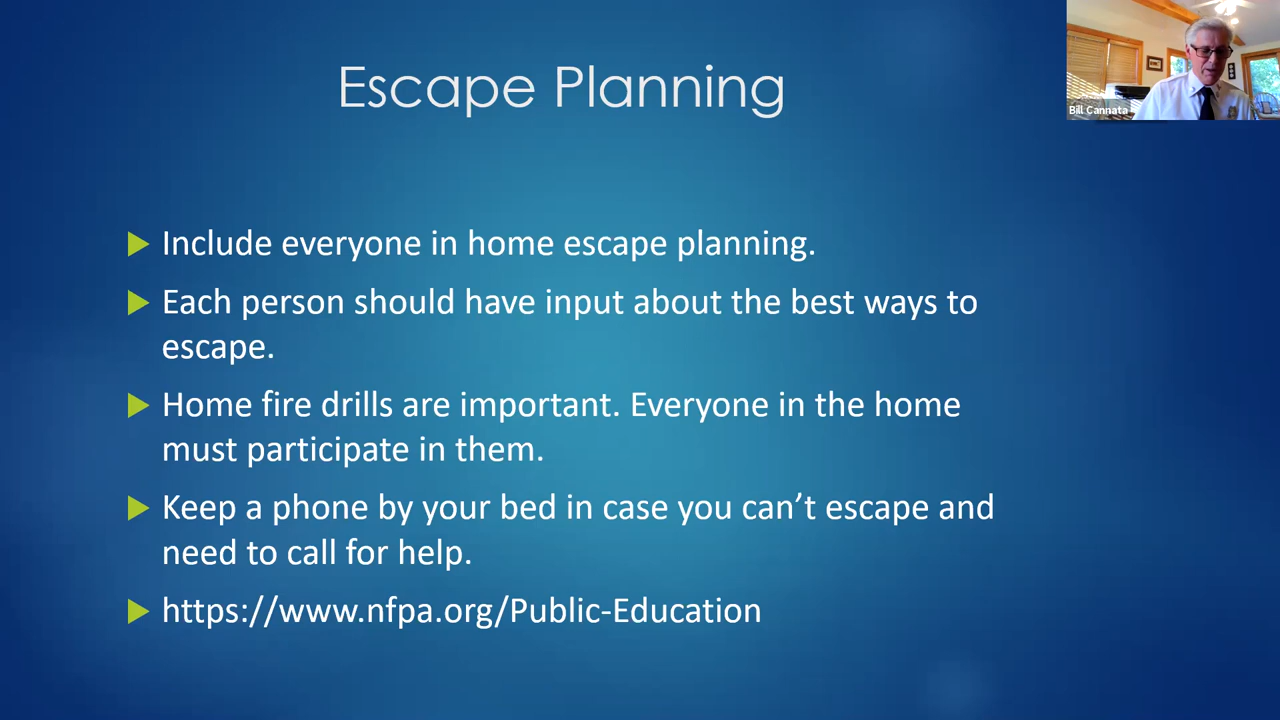 Escape Planning
Bill Cannata
Include everyone in home escape planning.
Each person should have input about the best ways to
escape.
Home fire drills are important. Everyone in the home
must participate in them.
Keep a phone by your bed in case you can’t escape and
need to call for help.
https://www.nfpa.org/Public-Education